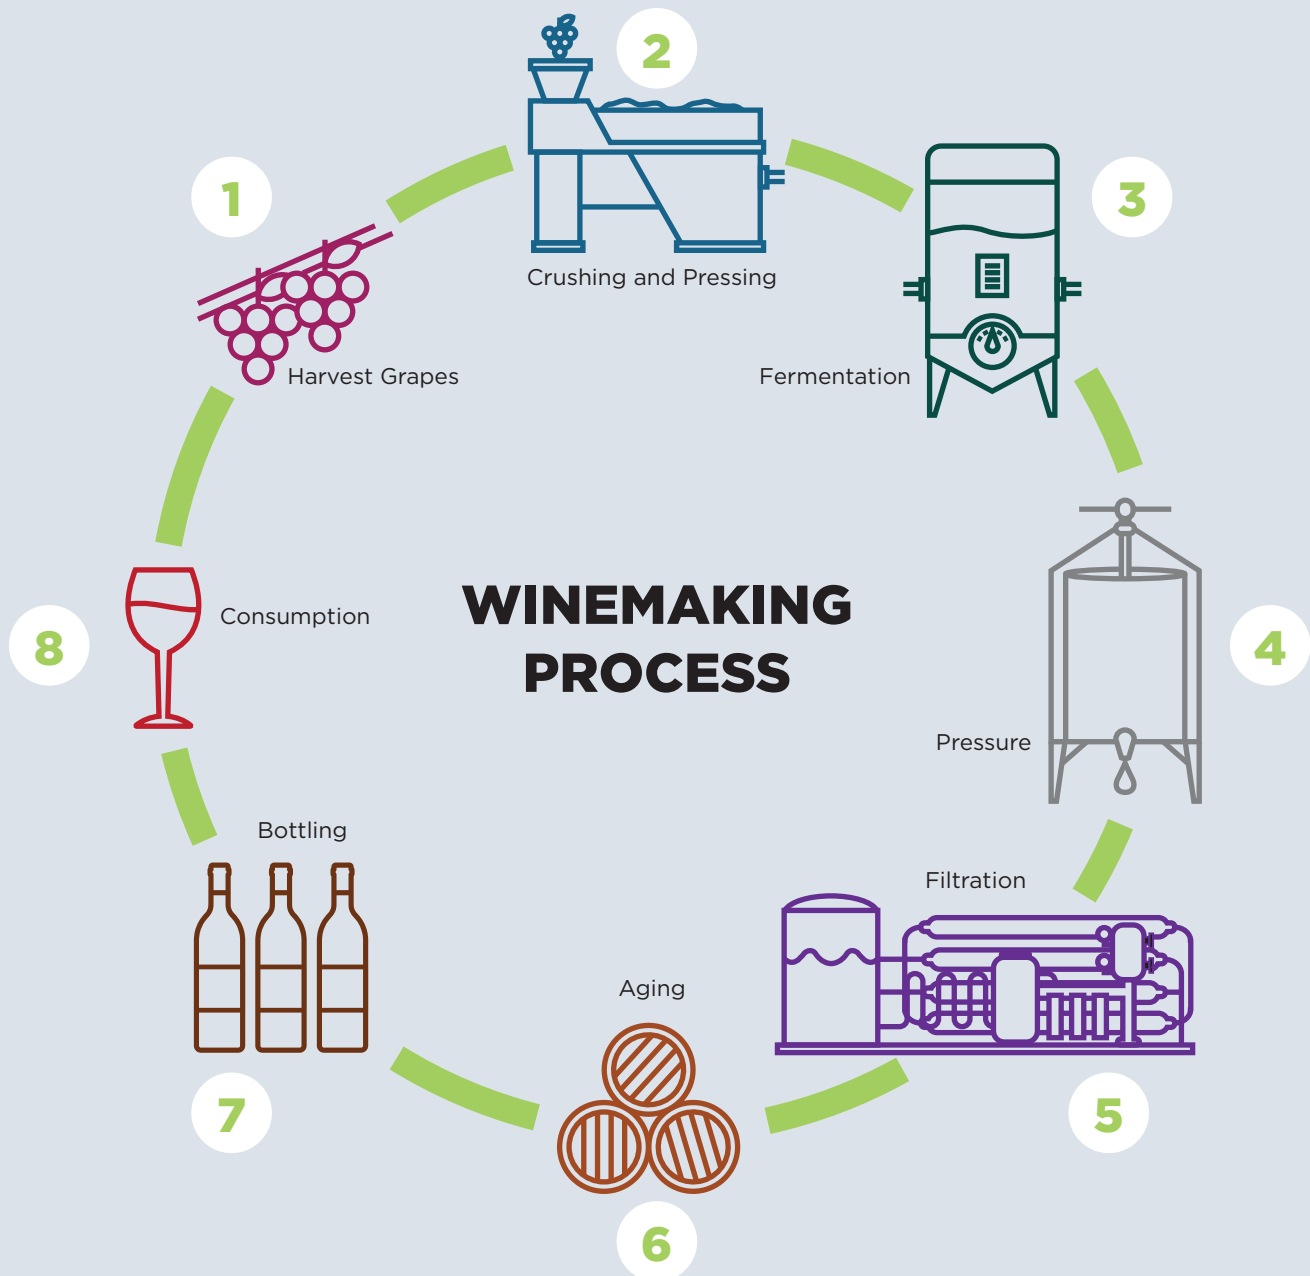 WINEMAKING
PROCESS
1
Harvest Grapes
2
Crushing and Pressing
3
Fermentation
4
Pressure
5
Filtration
6
Aging
7
Bottling
8
Consumption